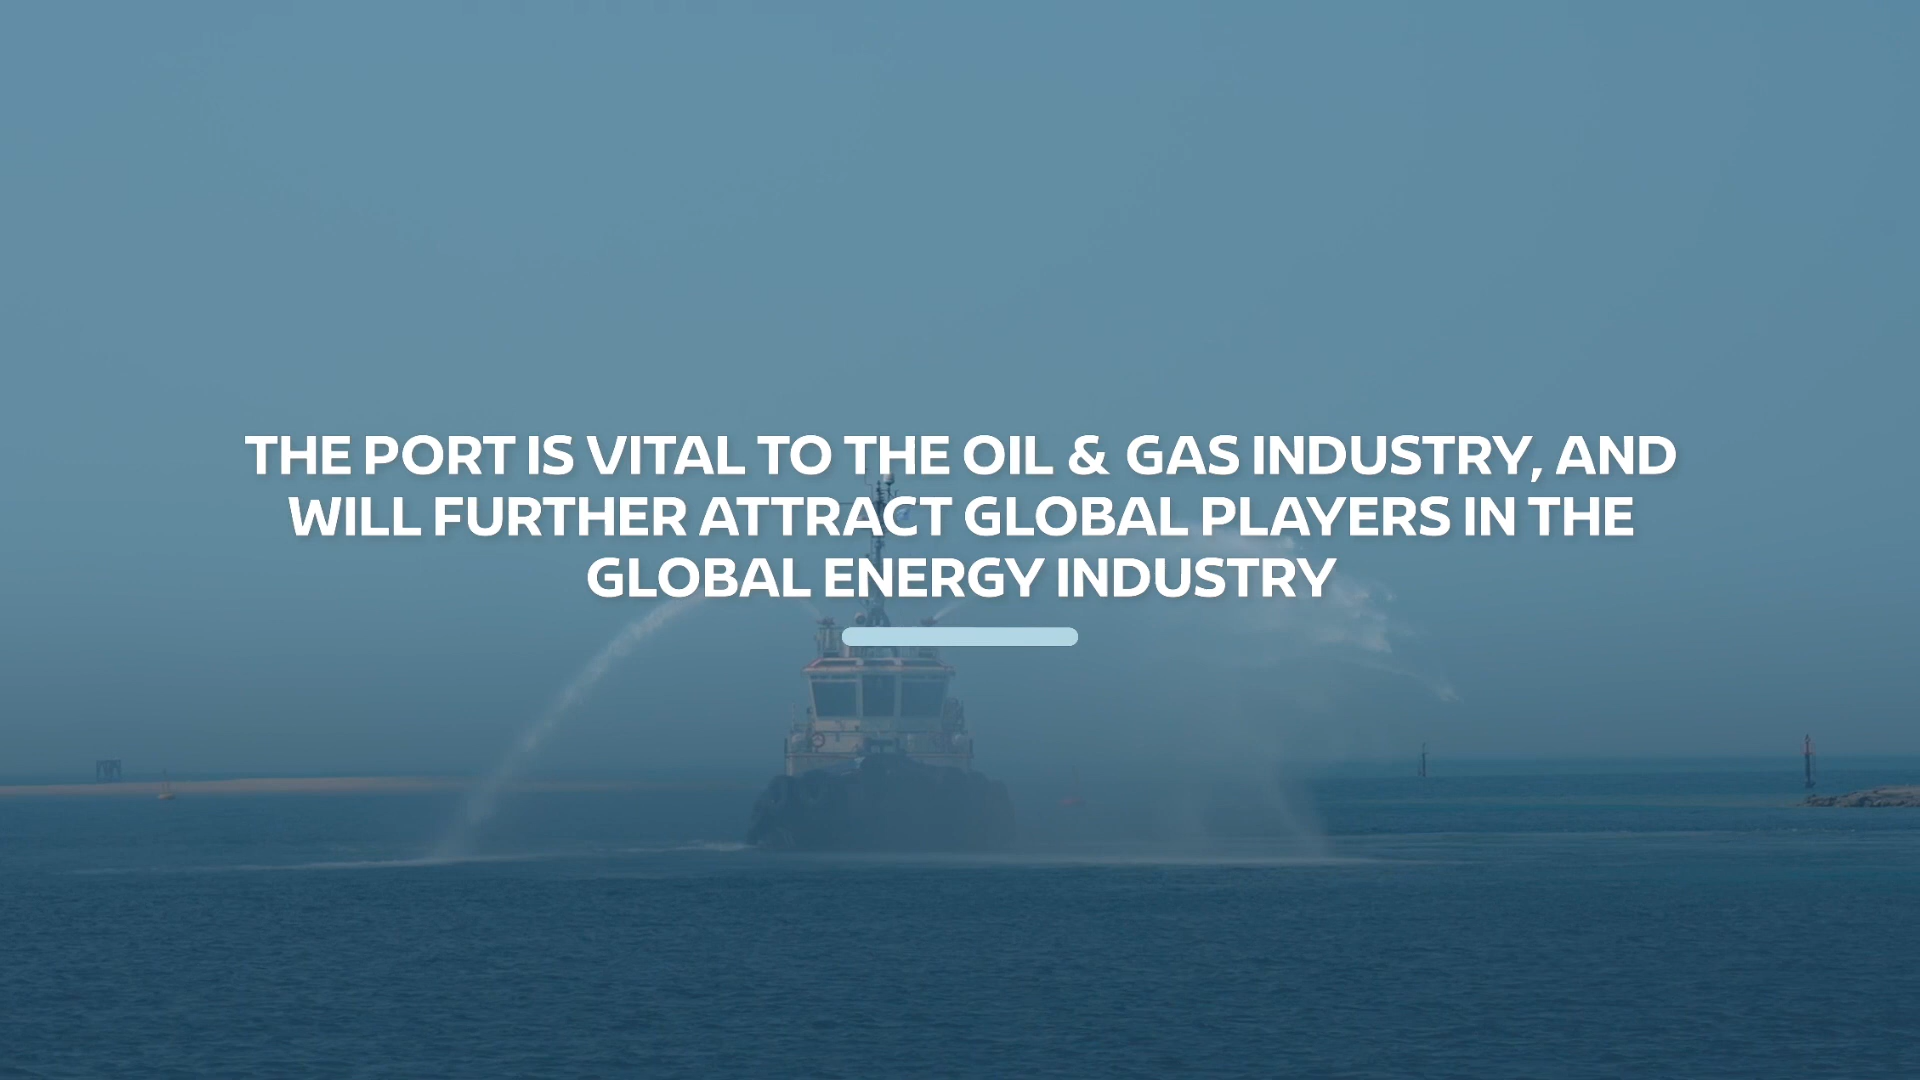 THE PORT IS VITAL TO THE OIL & GAS INDUSTRY, AND
WILL FURTHER ATTRACT GLOBAL PLAYERS IN THE
GLOBAL ENERGY INDUSTRY